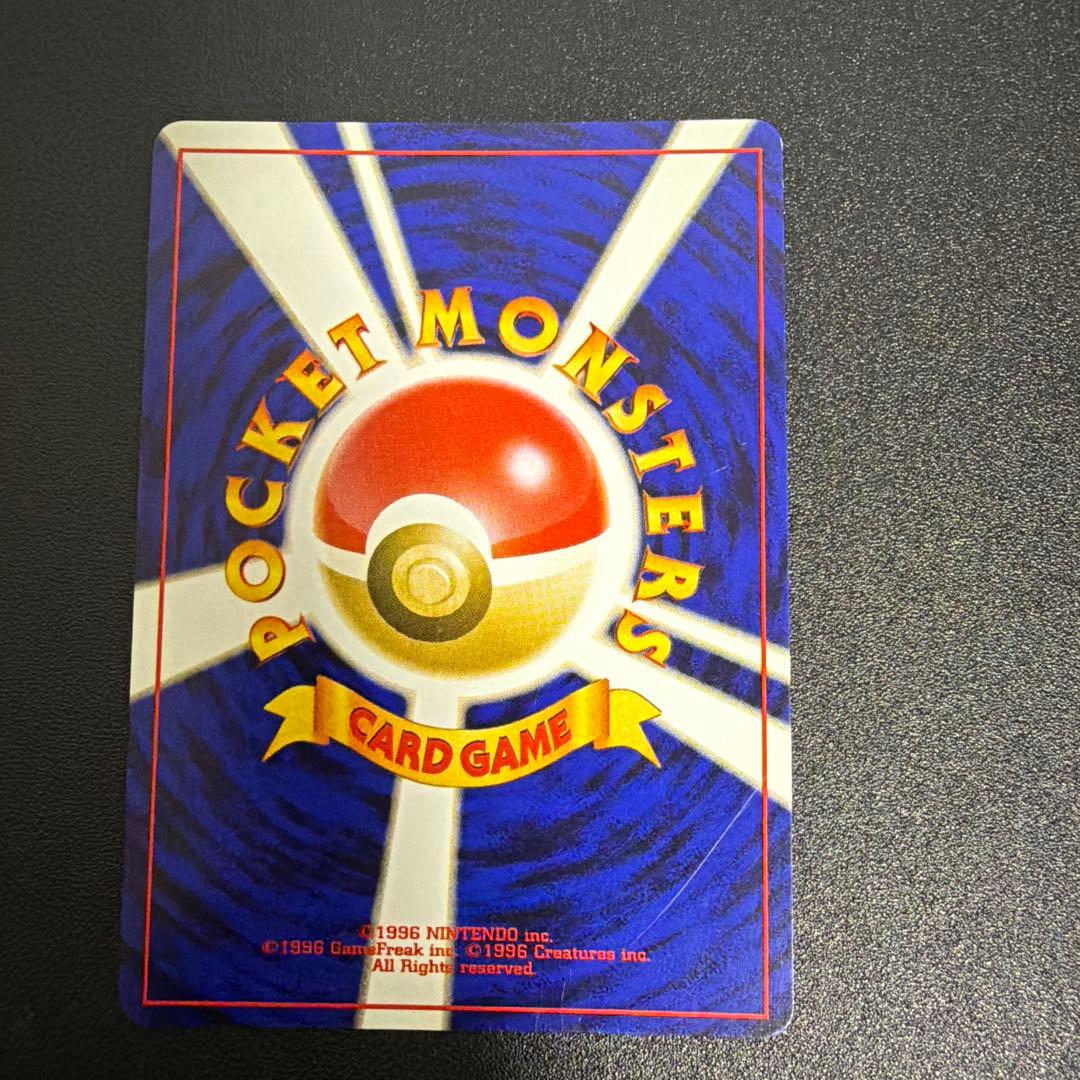 POCKET MONSTERS
CARD GAME
©1996 NINTENDO inc.
©1996 GameFreak inc. ©1996 Creatures inc.
All Rights reserved.